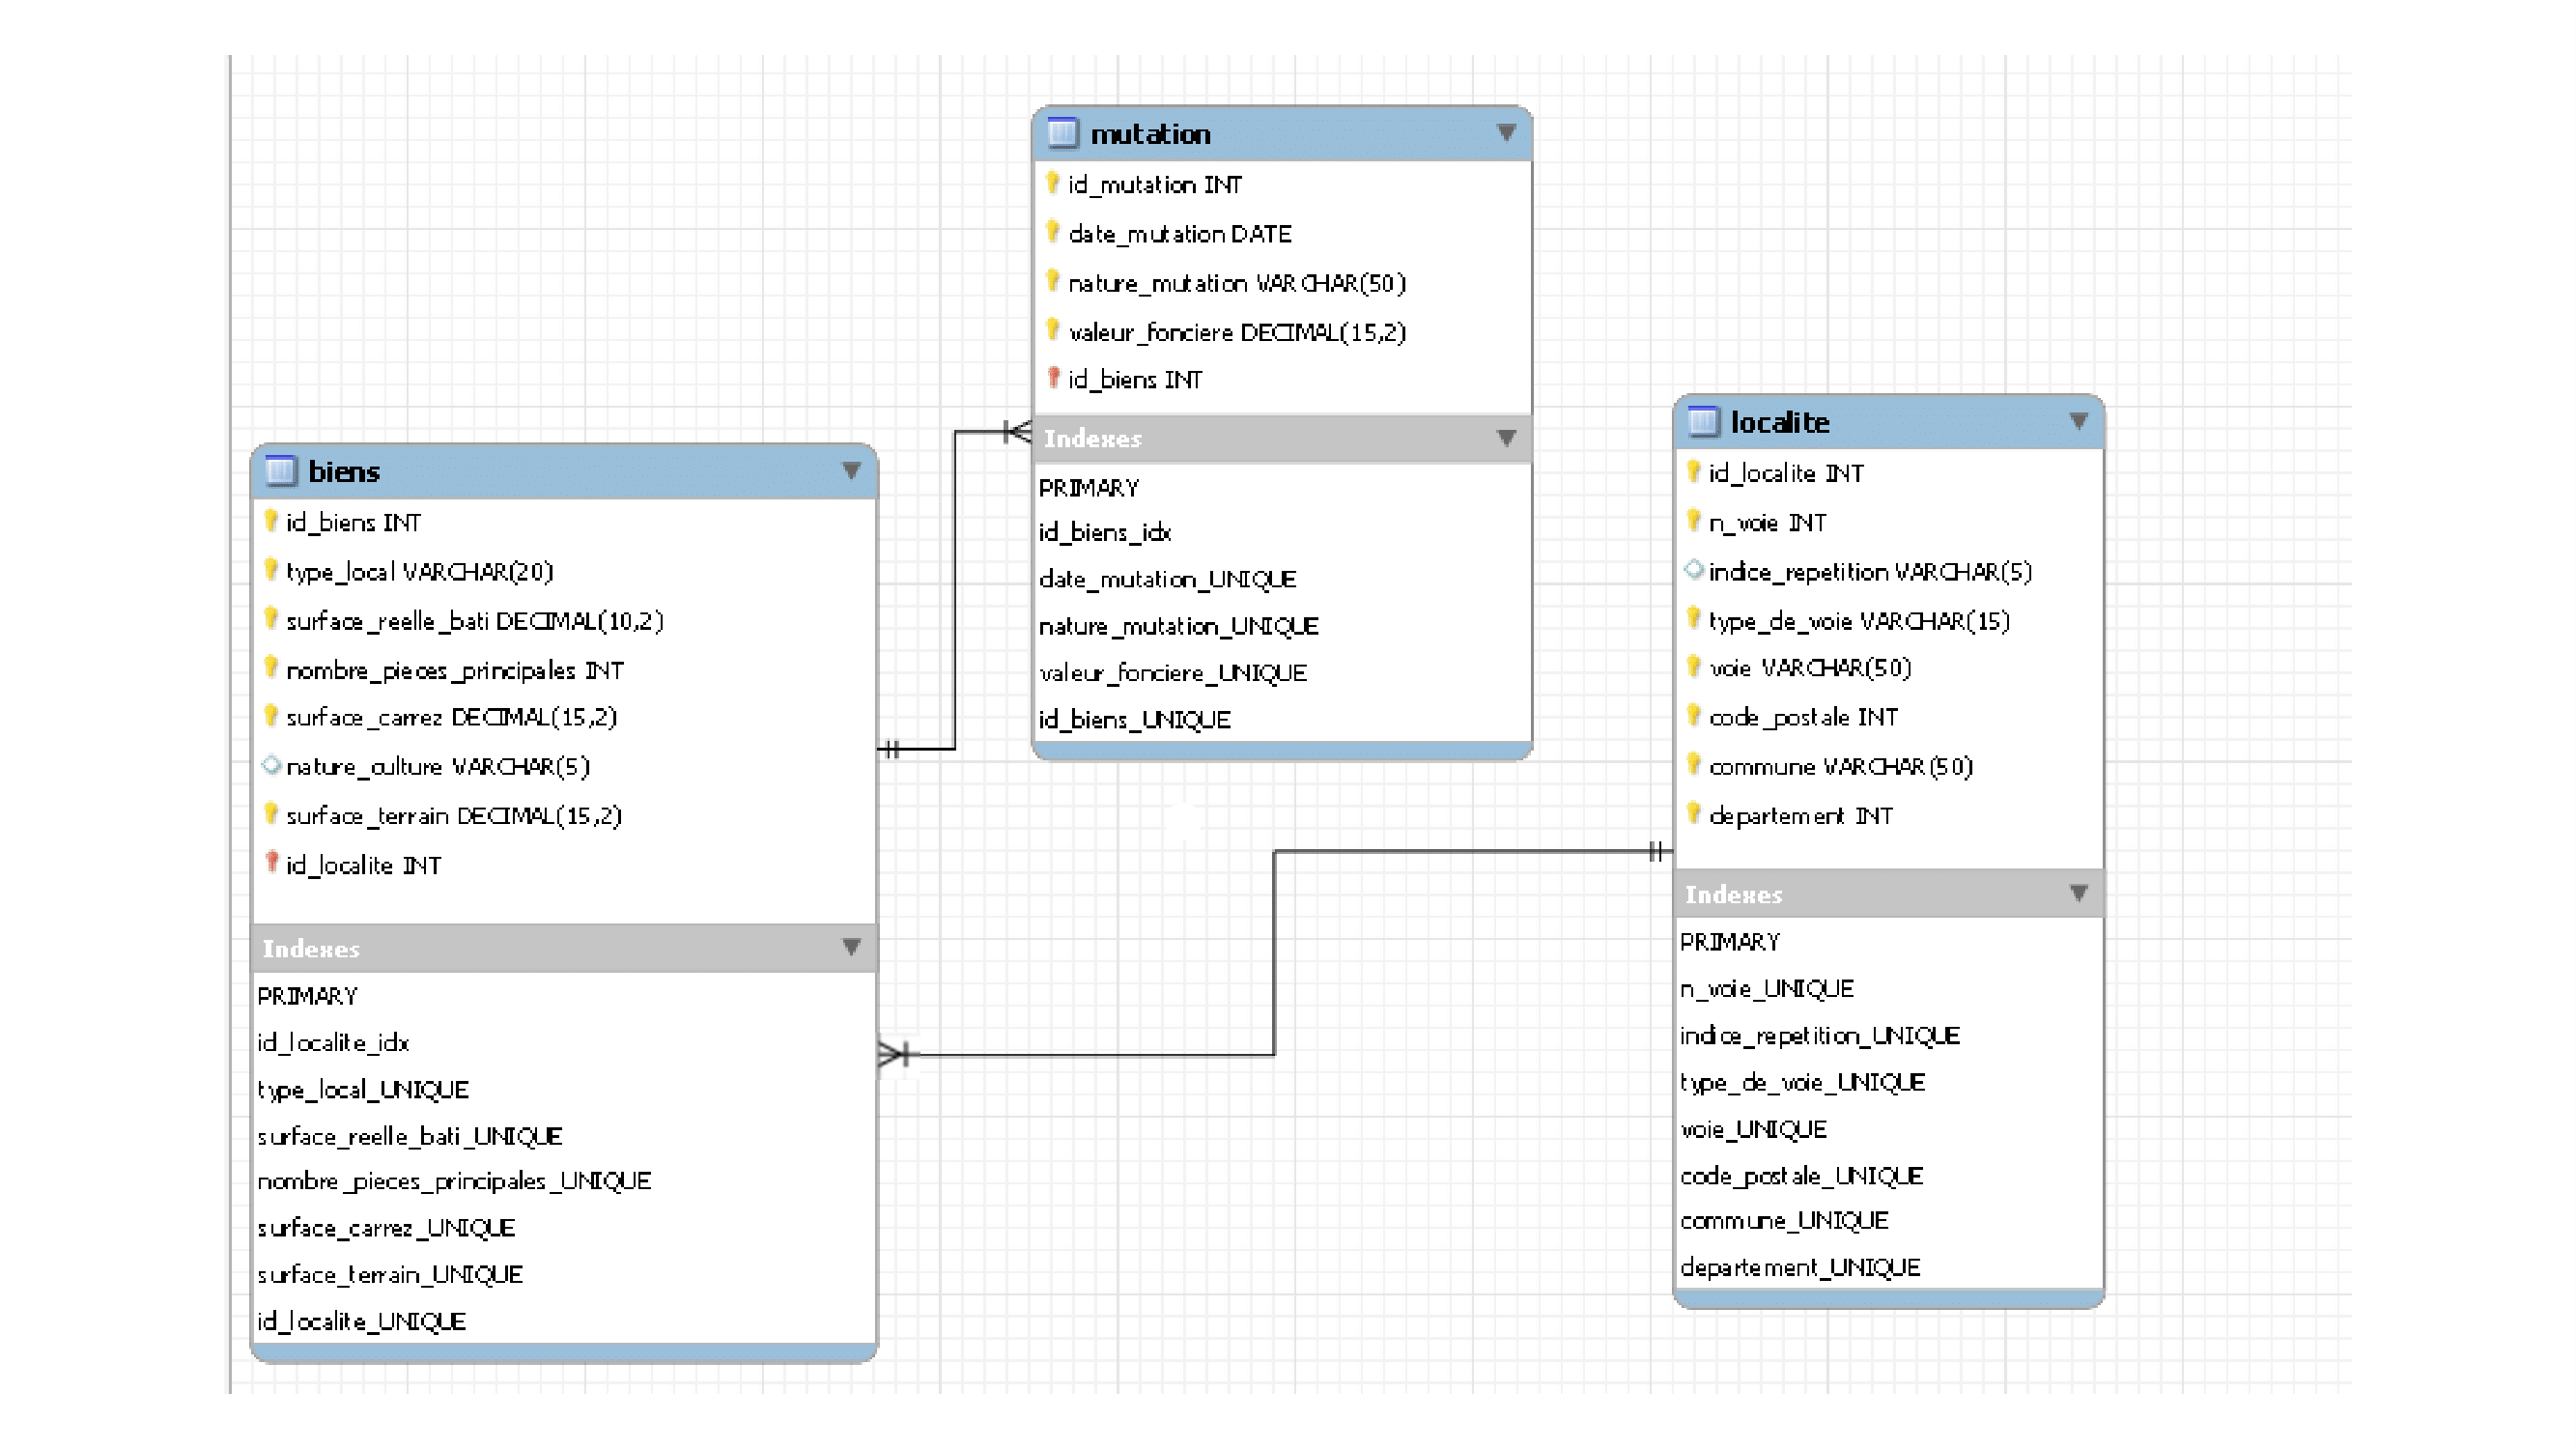 mutation
id_mutation INT
date_mutation DATE
nature_mutation VARCHAR(50)
valeur_fonciere DECIMAL(15,2)
id_biens INT
Indexes
PRIMARY
id_biens_idx
date_mutation_UNIQUE
nature_mutation_UNIQUE
valeur_fonciere_UNIQUE
id_biens_UNIQUE
biens
id_biens INT
type_local VARCHAR(20)
surface_reelle_bati DECIMAL(10,2)
nombre_pieces_principales INT
surface_carrez DECIMAL(15,2)
nature_culture VARCHAR(5)
surface_terrain DECIMAL(15,2)
id_localite INT
Indexes
PRIMARY
id_localite_idx
type_local_UNIQUE
surface_reelle_bati_UNIQUE
nombre_pieces_principales_UNIQUE
surface_carrez_UNIQUE
surface_terrain_UNIQUE
id_localite_UNIQUE
localite
id_localite INT
n_voie INT
indice_repetition VARCHAR(5)
type_de_voie VARCHAR(15)
voie VARCHAR(50)
code_postale INT
commune VARCHAR(50)
departement INT
Indexes
PRIMARY
n_voie_UNIQUE
indice_repetition_UNIQUE
type_de_voie_UNIQUE
voie_UNIQUE
code_postale_UNIQUE
commune_UNIQUE
departement_UNIQUE